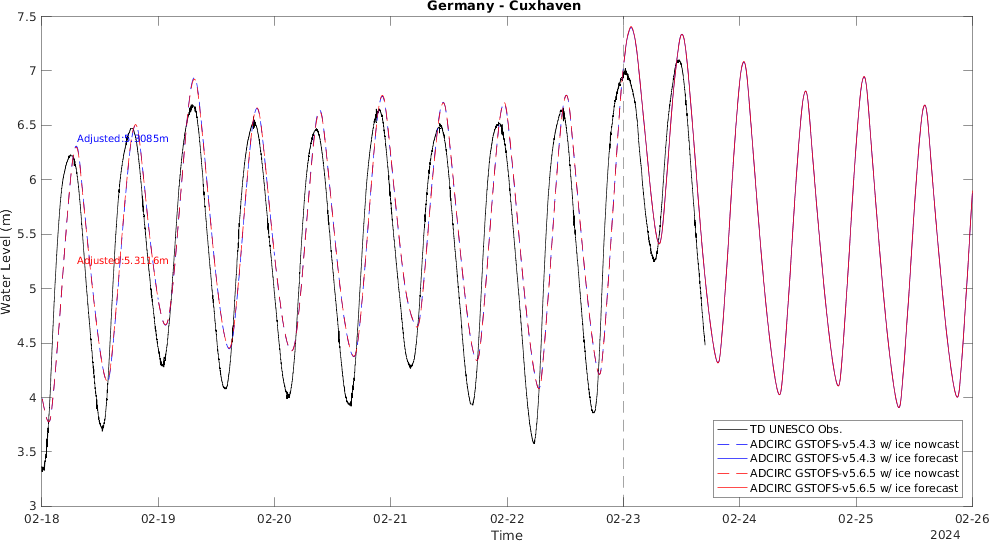 Germany - Cuxhaven
7.5
7
6.5
6
5.5
5
4.5
4
3.5
3
Water Level (m)
Adjusted:5.3116m
02-18
02-19
02-20
02-21
02-22
02-23
02-24
02-25
02-26
Time
2024
TD UNESCO Obs.
ADCIRC GSTOFS-v5.4.3 w/ ice nowcast
ADCIRC GSTOFS-v5.4.3 w/ ice forecast
ADCIRC GSTOFS-v5.6.5 w/ ice nowcast
ADCIRC GSTOFS-v5.6.5 w/ ice forecast